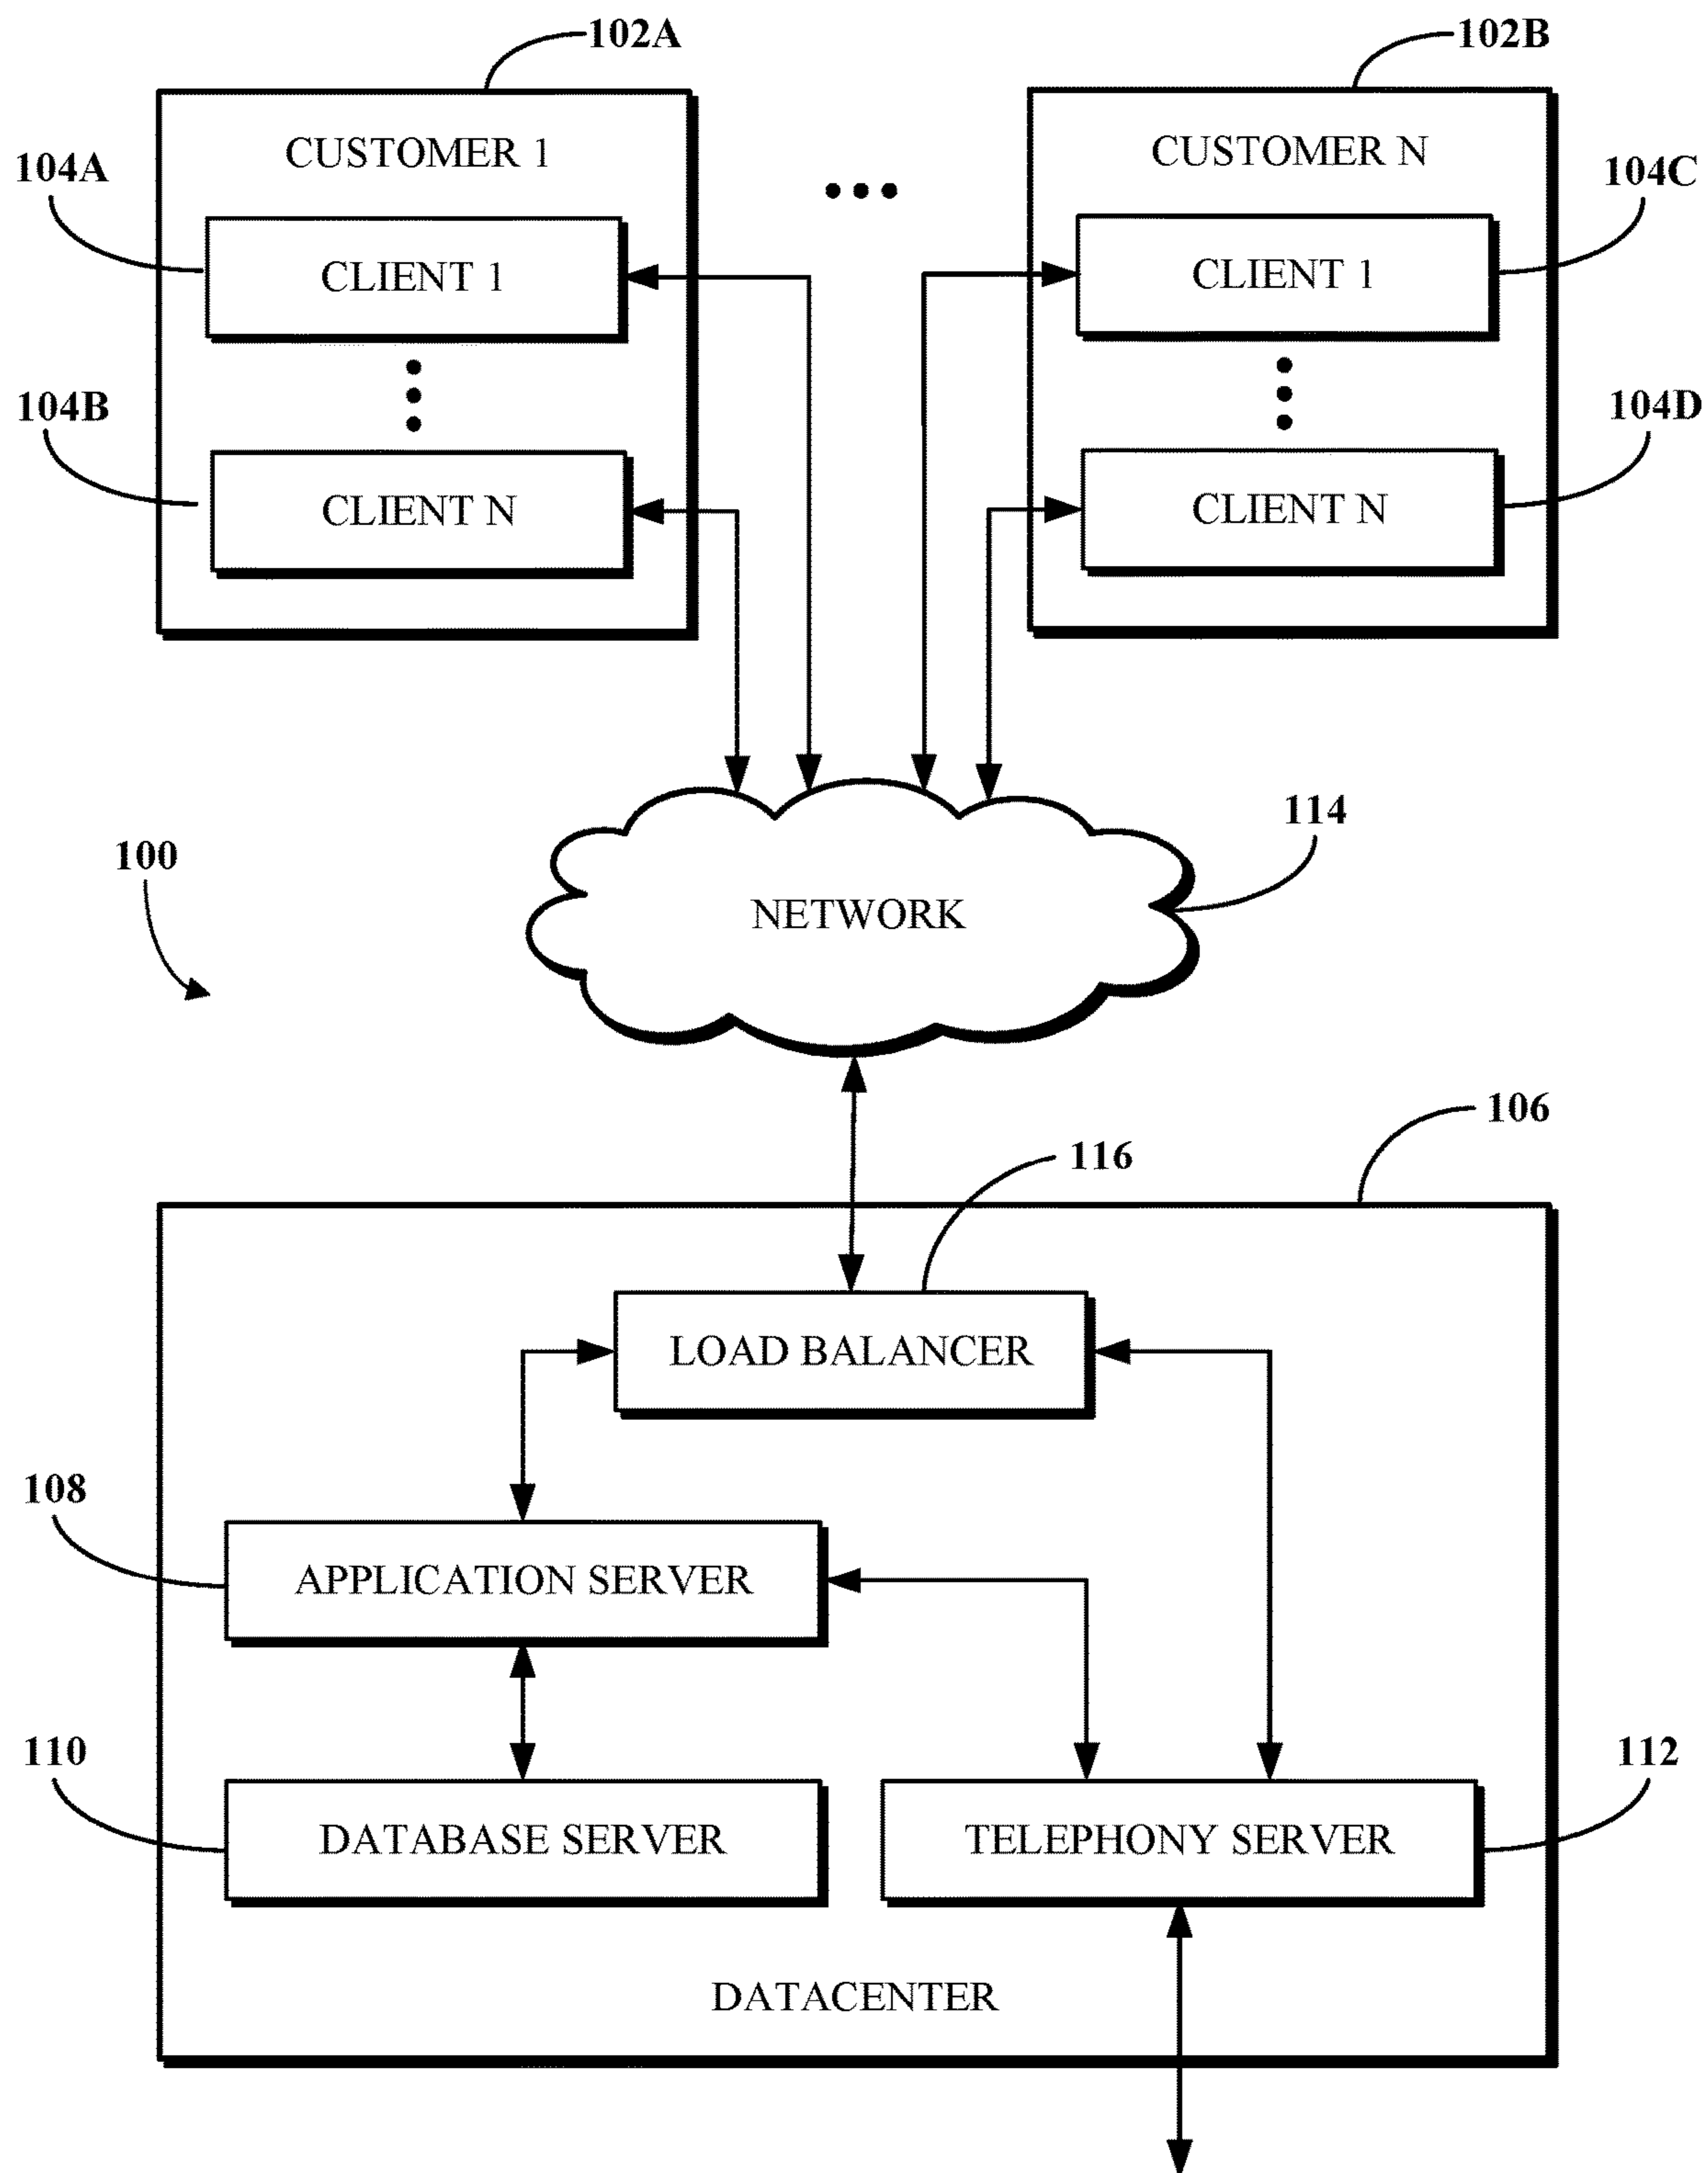 102A
102B
CUSTOMER 1
CUSTOMER N
104A
104C
CLIENT 1
CLIENT 1
104B
104D
CLIENT N
CLIENT N
114
100
NETWORK
106
116
LOAD BALANCER
108
APPLICATION SERVER
110
112
DATABASE SERVER
TELEPHONY SERVER
DATACENTER